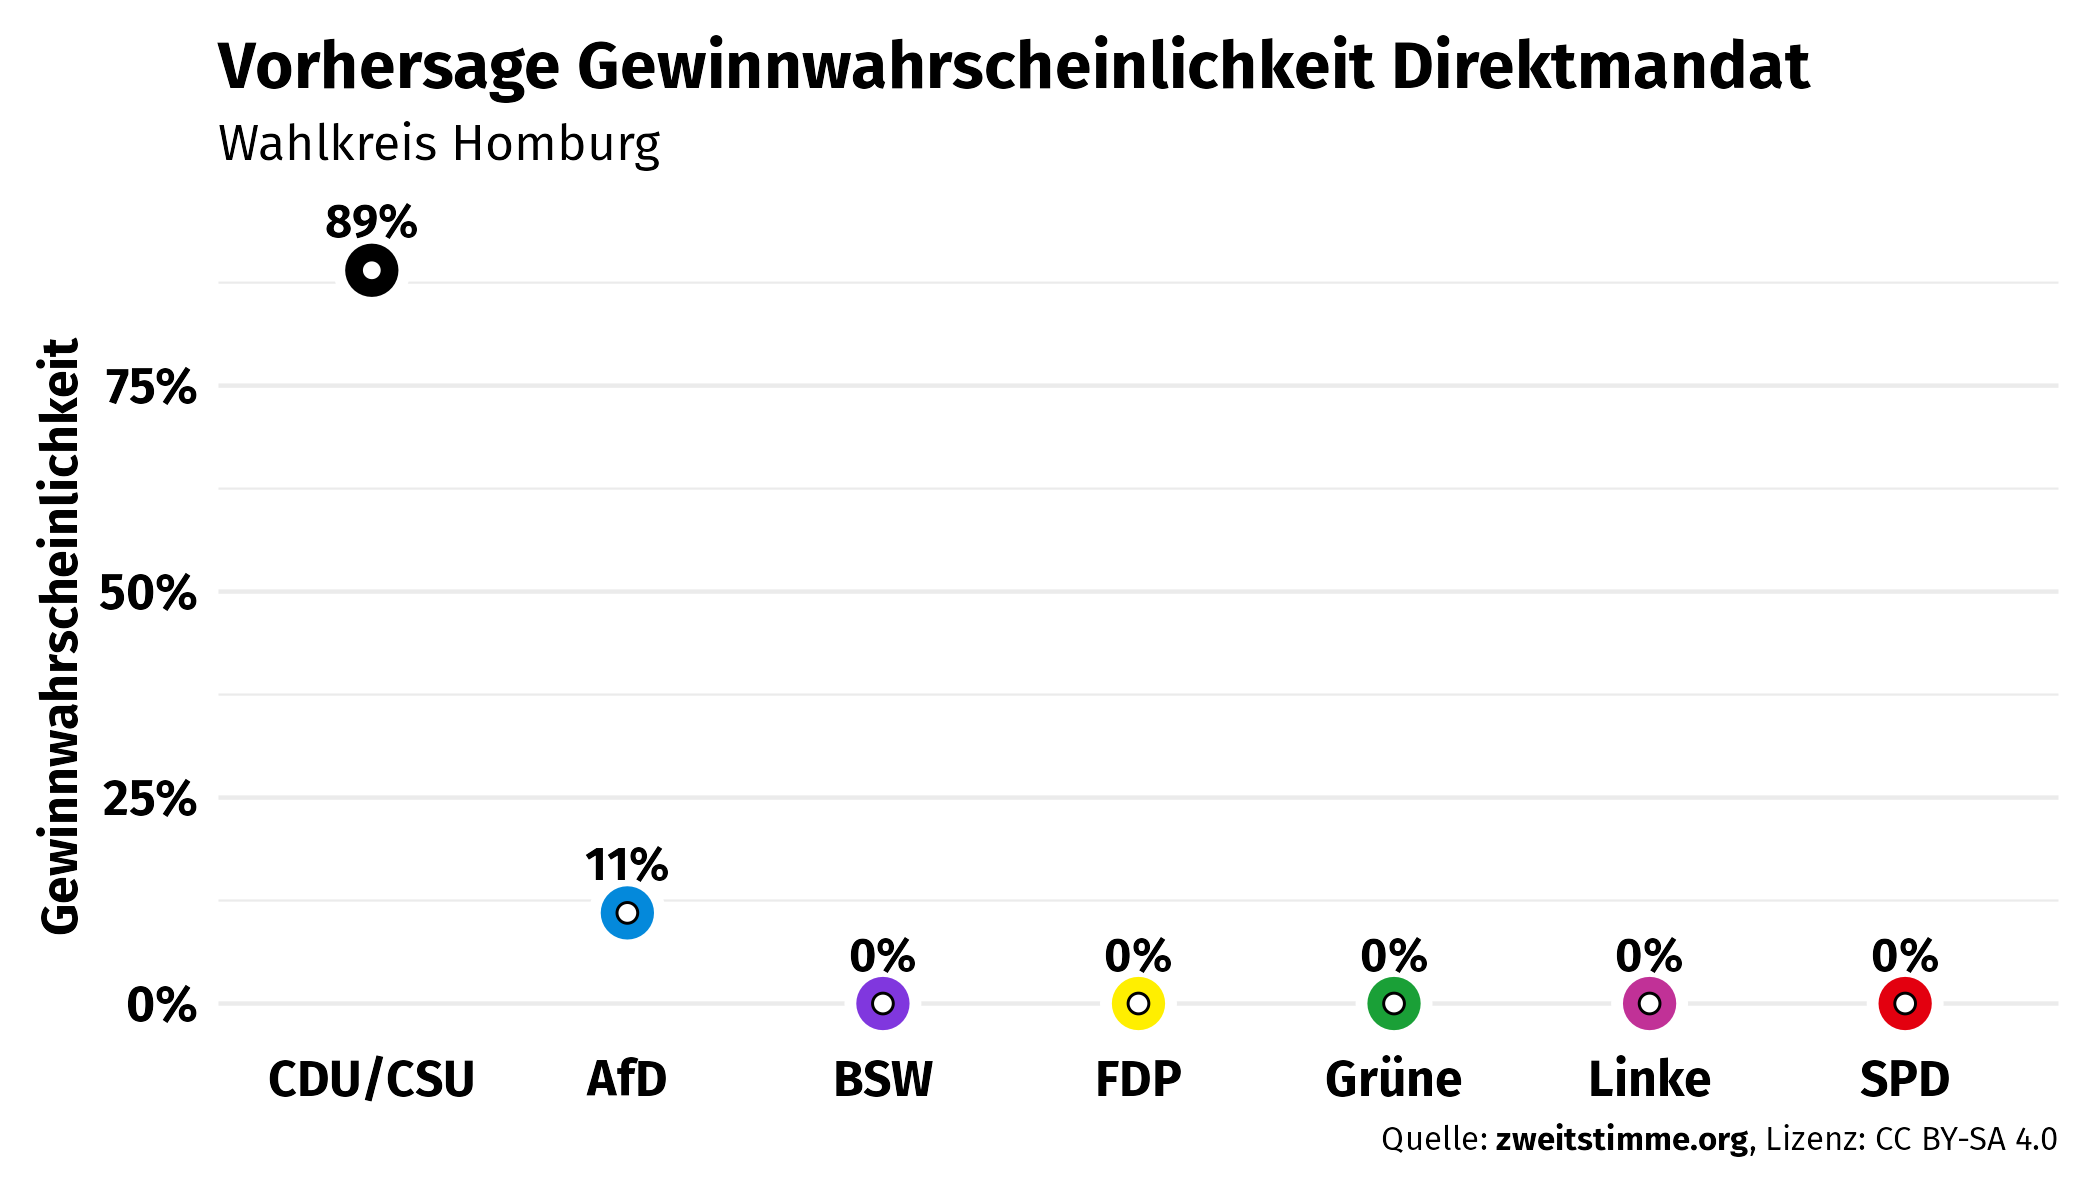 Vorhersage Gewinnwahrscheinlichkeit Direktmandat
Wahlkreis Homburg
Gewinnwahrscheinlichkeit
89%
75%
50%
25%
11%
0% 0% 0% 0% 0%
0%
CDU/CSU AfD BSW FDP Grüne Linke SPD
Quelle: zweitstimme.org, Lizenz: CC BY-SA 4.0